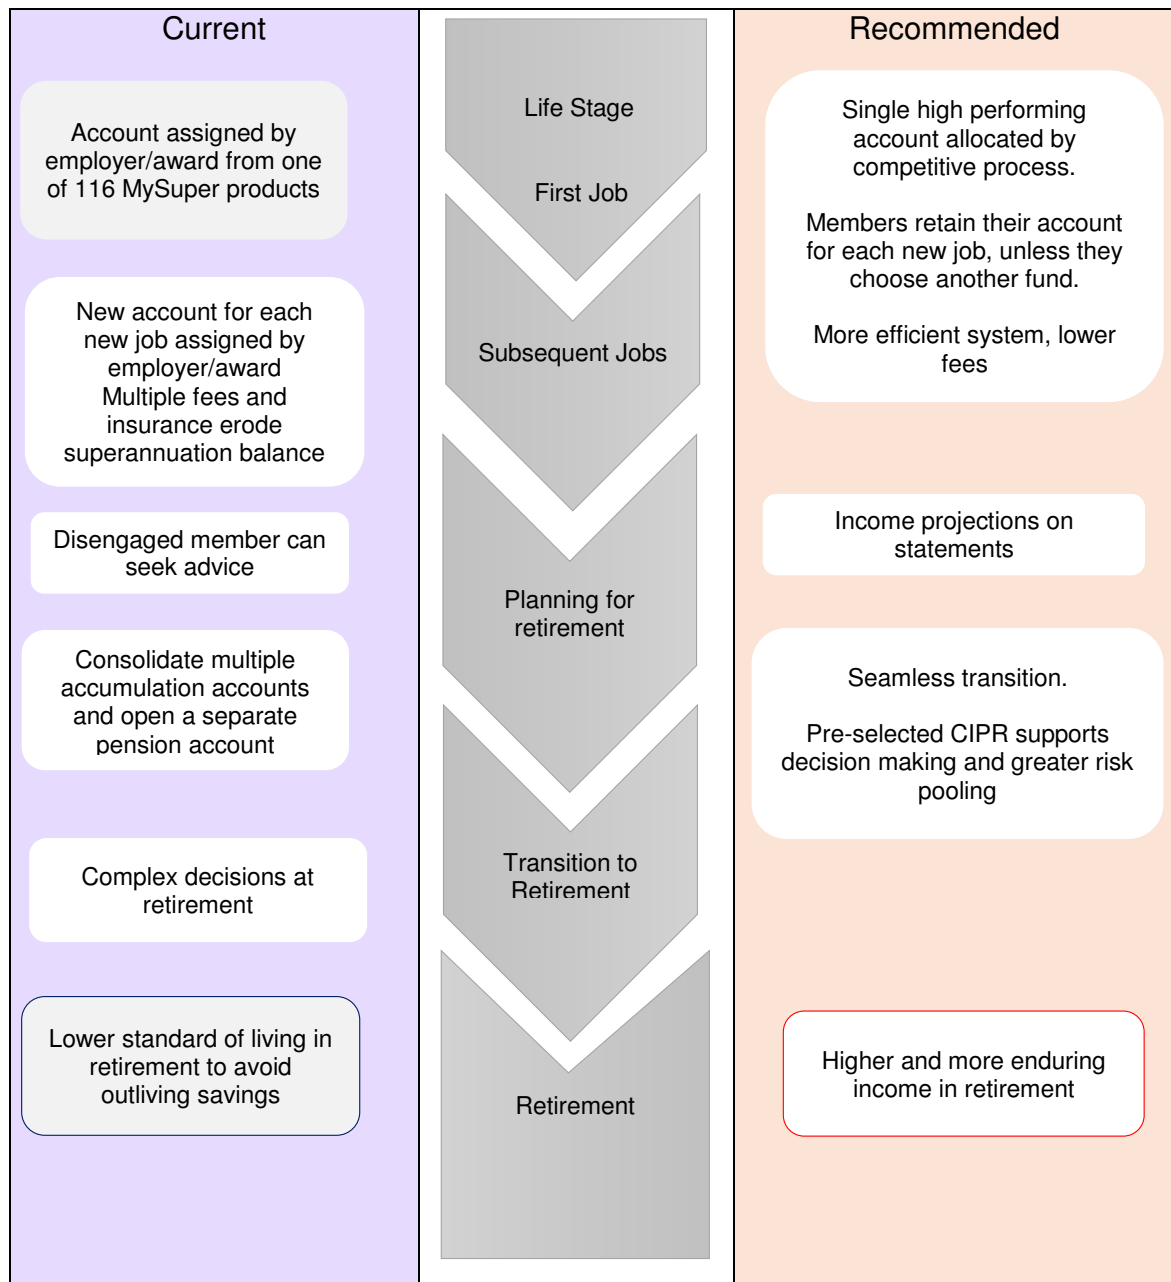 Current
Account assigned by
employer/award from one
of 116 MySuper products
New account for each
new job assigned by
employer/award
Multiple fees and
insurance erode
superannuation balance
Disengaged member can
seek advice
Consolidate multiple
accumulation accounts
and open a separate
pension account
Complex decisions at
retirement
Lower standard of living in
retirement to avoid
outliving savings
Life Stage
First Job
Subsequent Jobs
Planning for
retirement
Transition to
Retirement
Retirement
Recommended
Single high performing
account allocated by
competitive process.
Members retain their account
for each new job, unless they
choose another fund.
More efficient system, lower
fees
Income projections on
statements
Seamless transition.
Pre-selected CIPR supports
decision making and greater risk
pooling
Higher and more enduring
income in retirement